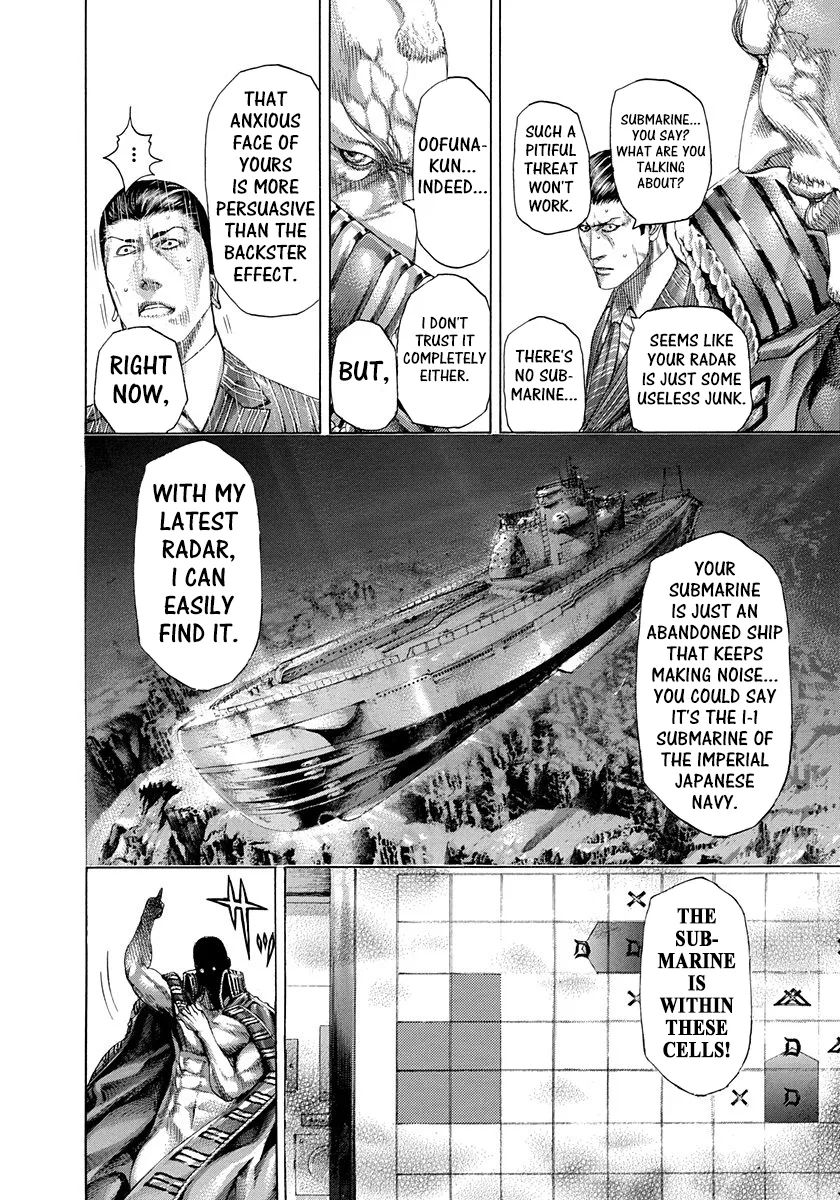 SUBMARINE...
YOU SAY?
WHAT ARE YOU
TALKING
ABOUT?
SUCH A
PITIFUL
THREAT
WON'T
WORK.
SEEMS LIKE
YOUR RADAR
IS JUST SOME
USELESS JUNK.
THERE'S
NO SUB-
MARINE...
OOFUNA-
KUN...
INDEED...
I DON'T
TRUST IT
COMPLETELY
EITHER.
BUT,
THAT
ANXIOUS
FACE OF
YOURS
IS MORE
PERSUASIVE
THAN THE
BACKSTER
EFFECT.
...
RIGHT
NOW,
YOUR
SUBMARINE
IS JUST AN
ABANDONED SHIP
THAT KEEPS
MAKING NOISE...
YOU COULD SAY
IT'S THE I-1
SUBMARINE OF
THE IMPERIAL
JAPANESE
NAVY.
WITH MY
LATEST
RADAR,
I CAN
EASILY
FIND IT.
THE
SUB-
MARINE
IS
WITHIN
THESE
CELLS!
D D
D
D